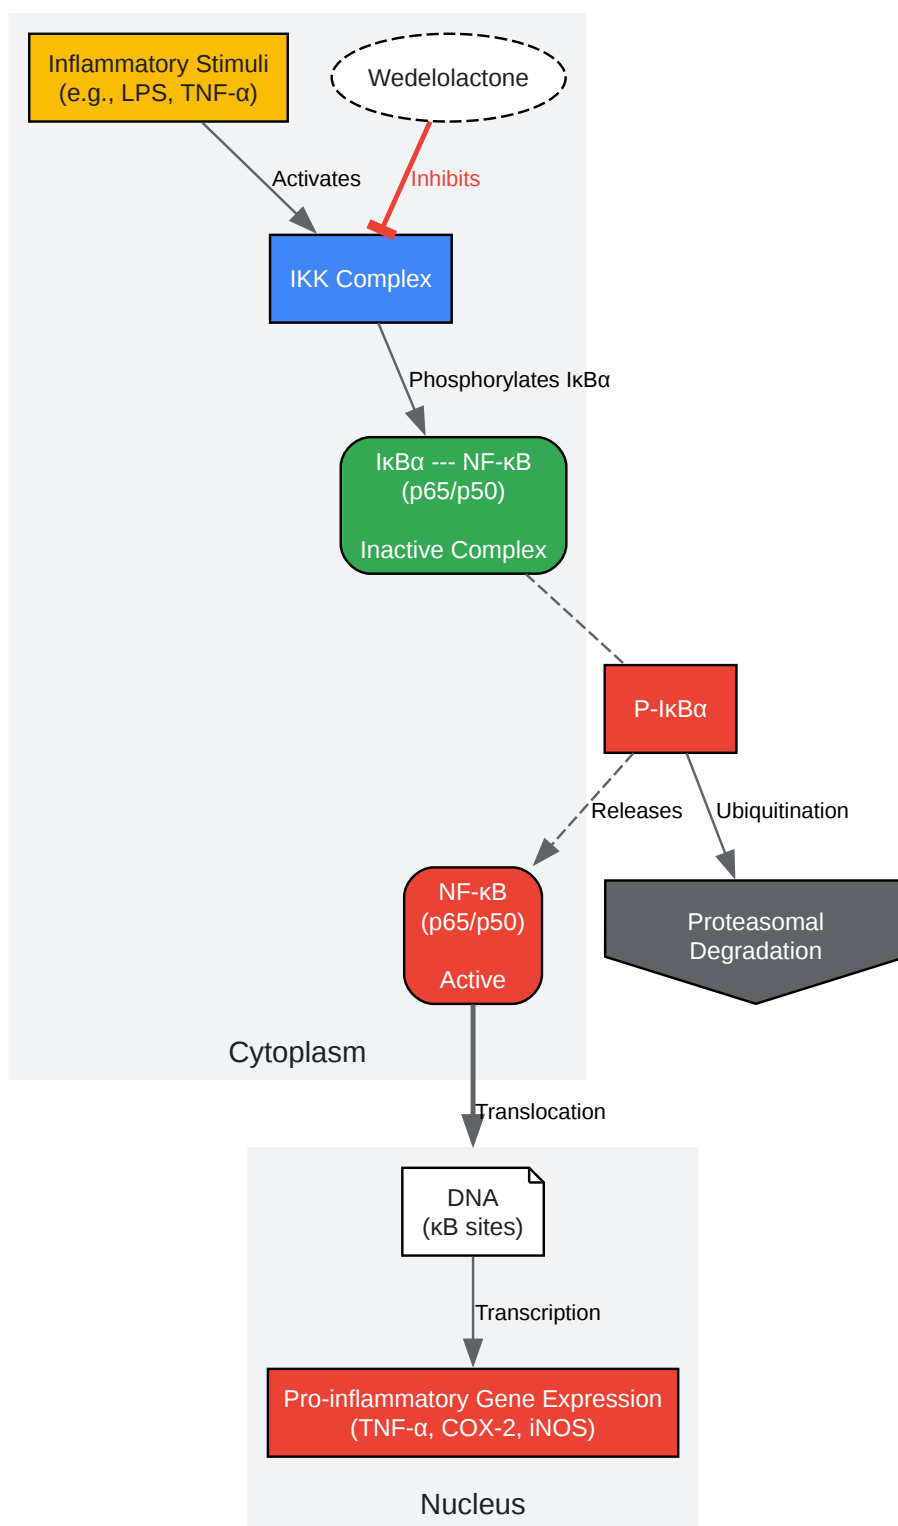 Inflammatory Stimuli
(e.g., LPS, TNF-α)
Wedelolactone
Activates
Inhibits
IKK Complex
Phosphorylates IκBα
IκBα --- NF-κB
(p65/p50)
Inactive Complex
P-IκBα
Releases
Ubiquitination
NF-κB
(p65/p50)
Active
Proteasomal
Degradation
Cytoplasm
Translocation
DNA
(κB sites)
Transcription
Pro-inflammatory Gene Expression
(TNF-α, COX-2, iNOS)
Nucleus